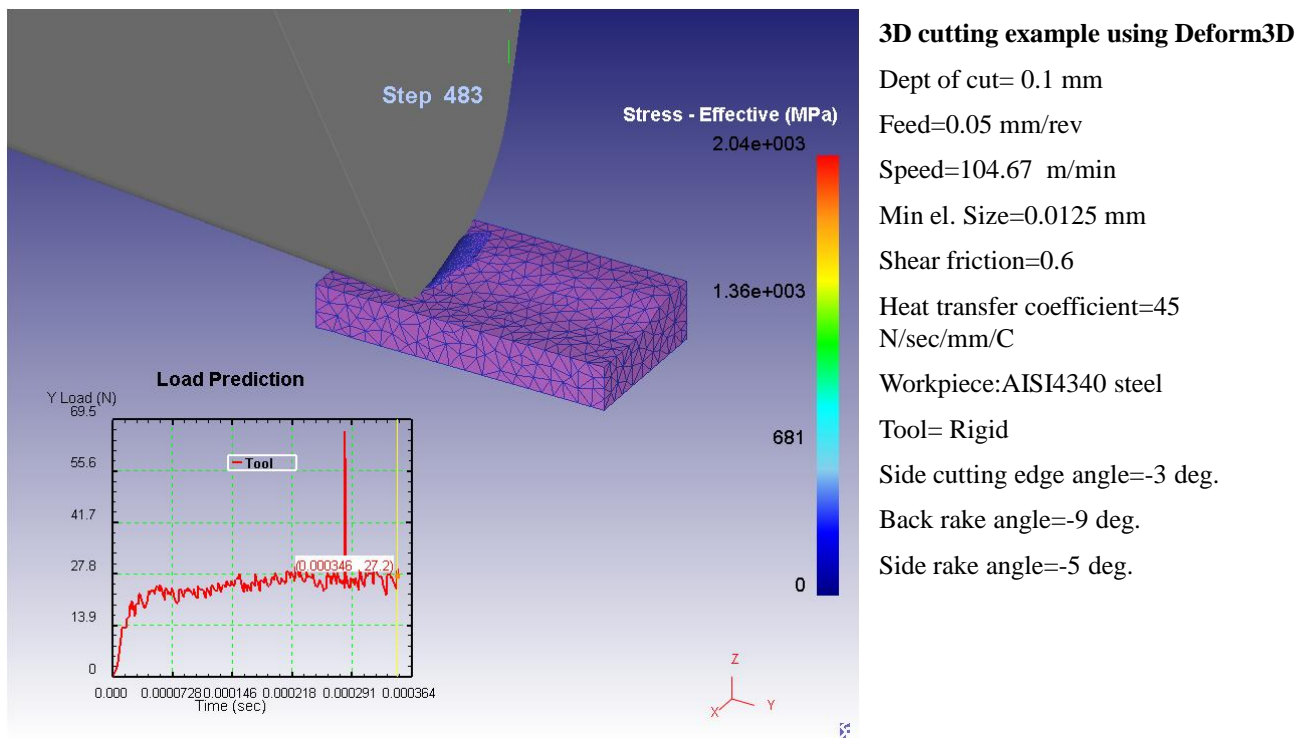 Step 483
Stress - Effective (MPa)
2.04e+003
1.36e+003
681
0
Load Prediction
Y Load (N)
69.5
55.6
41.7
27.8
13.9
0
Tool
(0.000346 , 27.2)
0.000 0.0000728 0.000146 0.000218 0.000291 0.000364
Time (sec)
Z
X
Y
3D cutting example using Deform3D
Dept of cut= 0.1 mm
Feed=0.05 mm/rev
Speed=104.67 m/min
Min el. Size=0.0125 mm
Shear friction=0.6
Heat transfer coefficient=45
N/sec/mm/C
Workpiece:AISI4340 steel
Tool= Rigid
Side cutting edge angle=-3 deg.
Back rake angle=-9 deg.
Side rake angle=-5 deg.